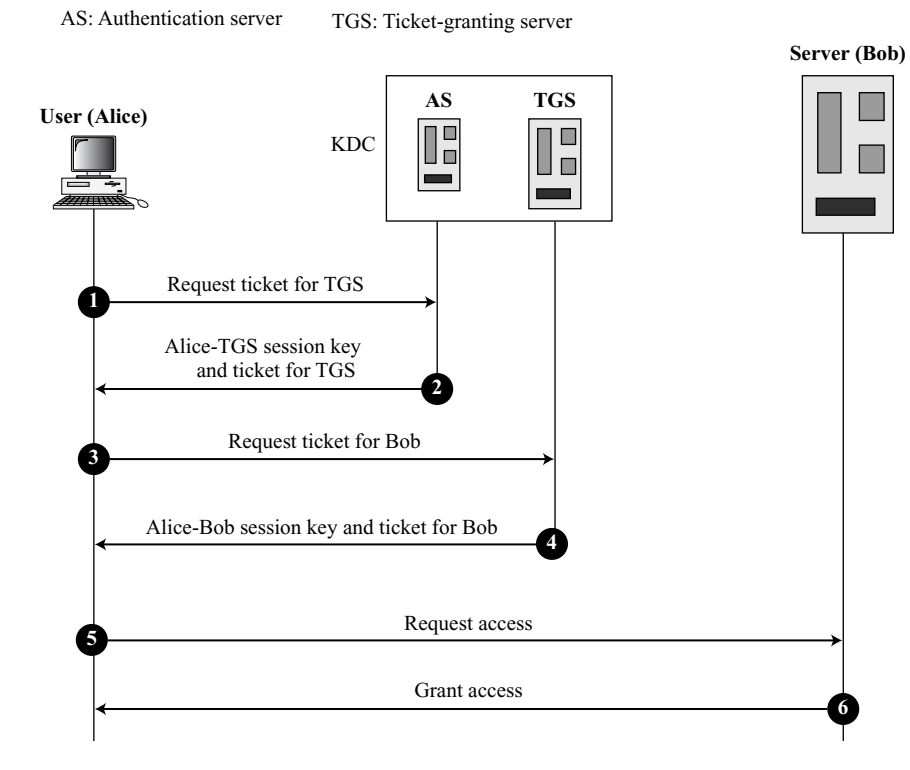 AS: Authentication server
TGS: Ticket-granting server
Server (Bob)
User (Alice)
KDC
AS
TGS
1
Request ticket for TGS
Alice-TGS session key
and ticket for TGS
2
3
Request ticket for Bob
Alice-Bob session key and ticket for Bob
4
5
Request access
Grant access
6